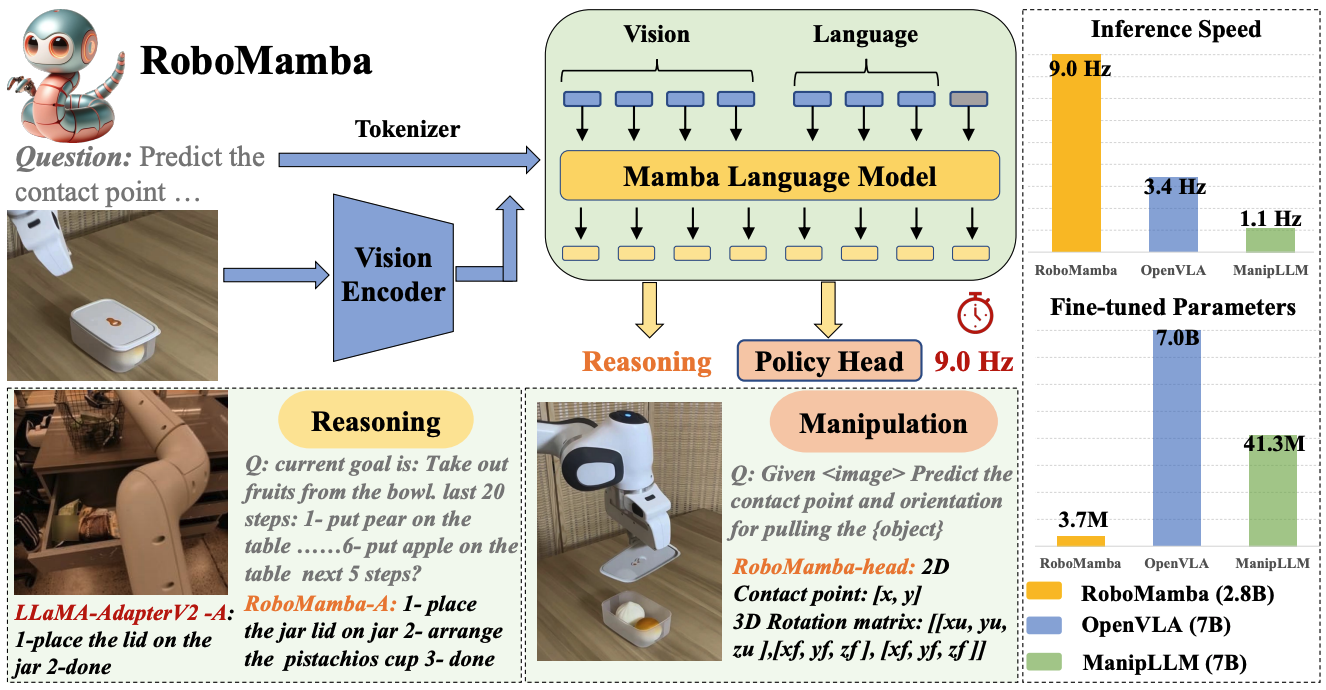 RoboMamba
Question: Predict the
contact point …
Tokenizer
Vision
Encoder
Vision
Language
Mamba Language Model
Reasoning
Policy Head
9.0 Hz
Reasoning
Q: current goal is: Take out
fruits from the bowl. last 20
steps: 1- put pear on the
table ……6- put apple on the
table next 5 steps?
LLaMA-AdapterV2 -A:
1-place the lid on the
jar 2-done
RoboMamba-A: 1- place
the jar lid on jar 2- arrange
the pistachios cup 3- done
Manipulation
Q: Given <image> Predict the
contact point and orientation
for pulling the {object}
RoboMamba-head: 2D
Contact point: [x, y]
3D Rotation matrix: [[xu, yu,
zu ],[xf, yf, zf ], [xf, yf, zf ]]
Inference Speed
9.0 Hz
3.4 Hz
1.1 Hz
RoboMamba
OpenVLA
ManipLLM
Fine-tuned Parameters
7.0B
41.3M
3.7M
RoboMamba
OpenVLA
ManipLLM
RoboMamba (2.8B)
OpenVLA (7B)
ManipLLM (7B)